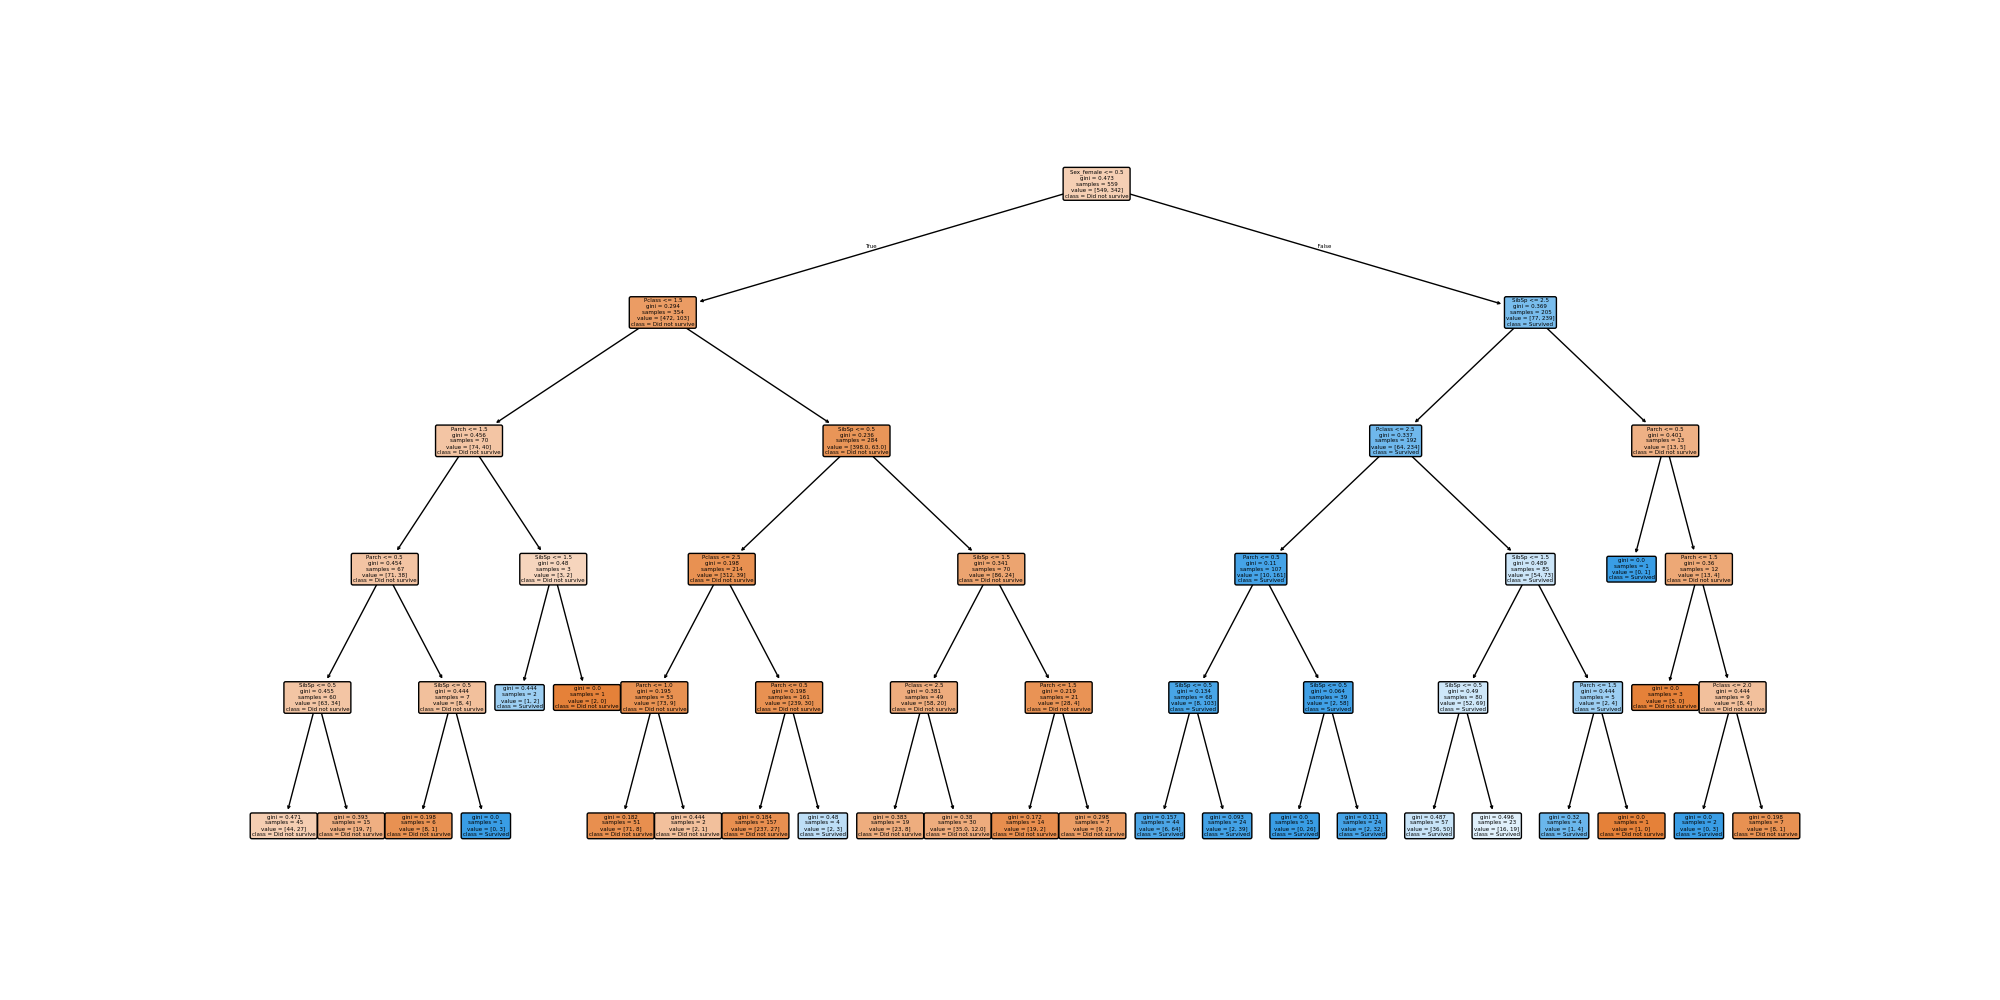 Sex_female <= 0.5
gini = 0.473
samples = 559
value = [549, 342]
class = Did not survive
True
False
Pclass <= 1.5
gini = 0.294
samples = 354
value = [472, 103]
class = Did not survive
SibSp <= 2.5
gini = 0.369
samples = 205
value = [77, 239]
class = Survived
Parch <= 1.5
gini = 0.456
samples = 70
value = [74, 40]
class = Did not survive
SibSp <= 0.5
gini = 0.236
samples = 284
value = [398.0, 63.0]
class = Did not survive
Pclass <= 2.5
gini = 0.337
samples = 192
value = [64, 234]
class = Survived
Parch <= 0.5
gini = 0.401
samples = 13
value = [13, 5]
class = Did not survive
Parch <= 0.5
gini = 0.454
samples = 67
value = [71, 38]
class = Did not survive
SibSp <= 1.5
gini = 0.48
samples = 3
value = [3, 2]
class = Did not survive
Pclass <= 2.5
gini = 0.198
samples = 214
value = [312, 39]
class = Did not survive
SibSp <= 1.5
gini = 0.341
samples = 70
value = [86, 24]
class = Did not survive
Parch <= 0.5
gini = 0.11
samples = 107
value = [10, 161]
class = Survived
SibSp <= 1.5
gini = 0.489
samples = 85
value = [54, 73]
class = Survived
gini = 0.0
samples = 1
value = [0, 1]
class = Survived
Parch <= 1.5
gini = 0.36
samples = 12
value = [13, 4]
class = Did not survive
SibSp <= 0.5
gini = 0.455
samples = 60
value = [63, 34]
class = Did not survive
SibSp <= 0.5
gini = 0.444
samples = 7
value = [8, 4]
class = Did not survive
gini = 0.444
samples = 2
value = [1, 2]
class = Survived
gini = 0.0
samples = 1
value = [2, 0]
class = Did not survive
Parch <= 1.0
gini = 0.195
samples = 53
value = [73, 9]
class = Did not survive
Parch <= 0.5
gini = 0.198
samples = 161
value = [239, 30]
class = Did not survive
Pclass <= 2.5
gini = 0.381
samples = 49
value = [58, 20]
class = Did not survive
Parch <= 1.5
gini = 0.219
samples = 21
value = [28, 4]
class = Did not survive
SibSp <= 0.5
gini = 0.134
samples = 68
value = [8, 103]
class = Survived
SibSp <= 0.5
gini = 0.064
samples = 39
value = [2, 58]
class = Survived
SibSp <= 0.5
gini = 0.49
samples = 80
value = [52, 69]
class = Survived
Parch <= 1.5
gini = 0.444
samples = 5
value = [2, 4]
class = Survived
gini = 0.0
samples = 3
value = [5, 0]
class = Did not survive
Pclass <= 2.0
gini = 0.444
samples = 9
value = [8, 4]
class = Did not survive
gini = 0.471
samples = 45
value = [44, 27]
class = Did not survive
gini = 0.393
samples = 15
value = [19, 7]
class = Did not survive
gini = 0.198
samples = 6
value = [8, 1]
class = Did not survive
gini = 0.0
samples = 1
value = [0, 3]
class = Survived
gini = 0.182
samples = 51
value = [71, 8]
class = Did not survive
gini = 0.444
samples = 2
value = [2, 1]
class = Did not survive
gini = 0.184
samples = 157
value = [237, 27]
class = Did not survive
gini = 0.48
samples = 4
value = [2, 3]
class = Survived
gini = 0.383
samples = 19
value = [23, 8]
class = Did not survive
gini = 0.38
samples = 30
value = [35.0, 12.0]
class = Did not survive
gini = 0.172
samples = 14
value = [19, 2]
class = Did not survive
gini = 0.298
samples = 7
value = [9, 2]
class = Did not survive
gini = 0.157
samples = 44
value = [6, 64]
class = Survived
gini = 0.093
samples = 24
value = [2, 39]
class = Survived
gini = 0.0
samples = 15
value = [0, 26]
class = Survived
gini = 0.111
samples = 24
value = [2, 32]
class = Survived
gini = 0.487
samples = 57
value = [36, 50]
class = Survived
gini = 0.496
samples = 23
value = [16, 19]
class = Survived
gini = 0.32
samples = 4
value = [1, 4]
class = Survived
gini = 0.0
samples = 1
value = [1, 0]
class = Did not survive
gini = 0.0
samples = 2
value = [0, 3]
class = Survived
gini = 0.198
samples = 7
value = [8, 1]
class = Did not survive